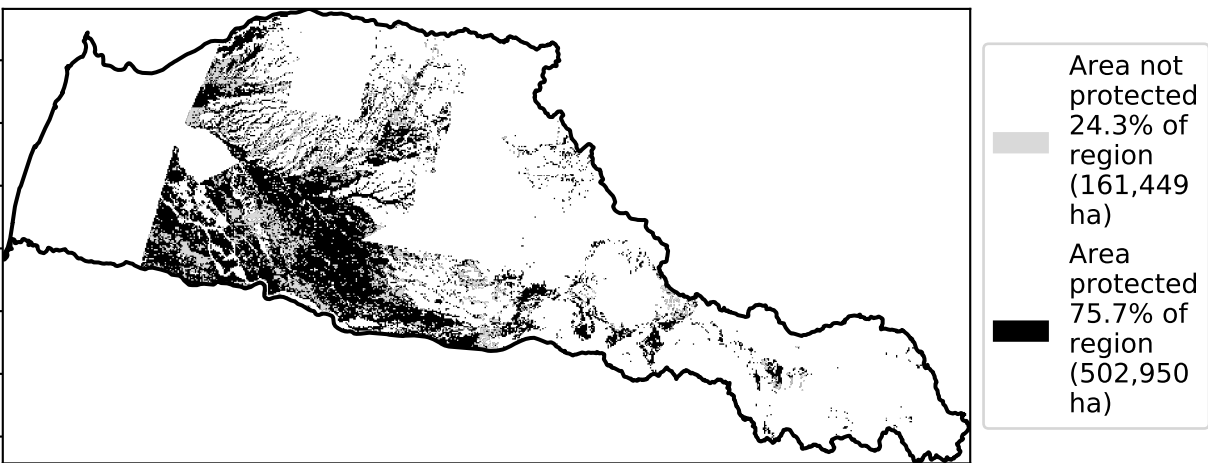 Area not
protected
24.3% of
region
(161,449
ha)
Area
protected
75.7% of
region
(502,950
ha)